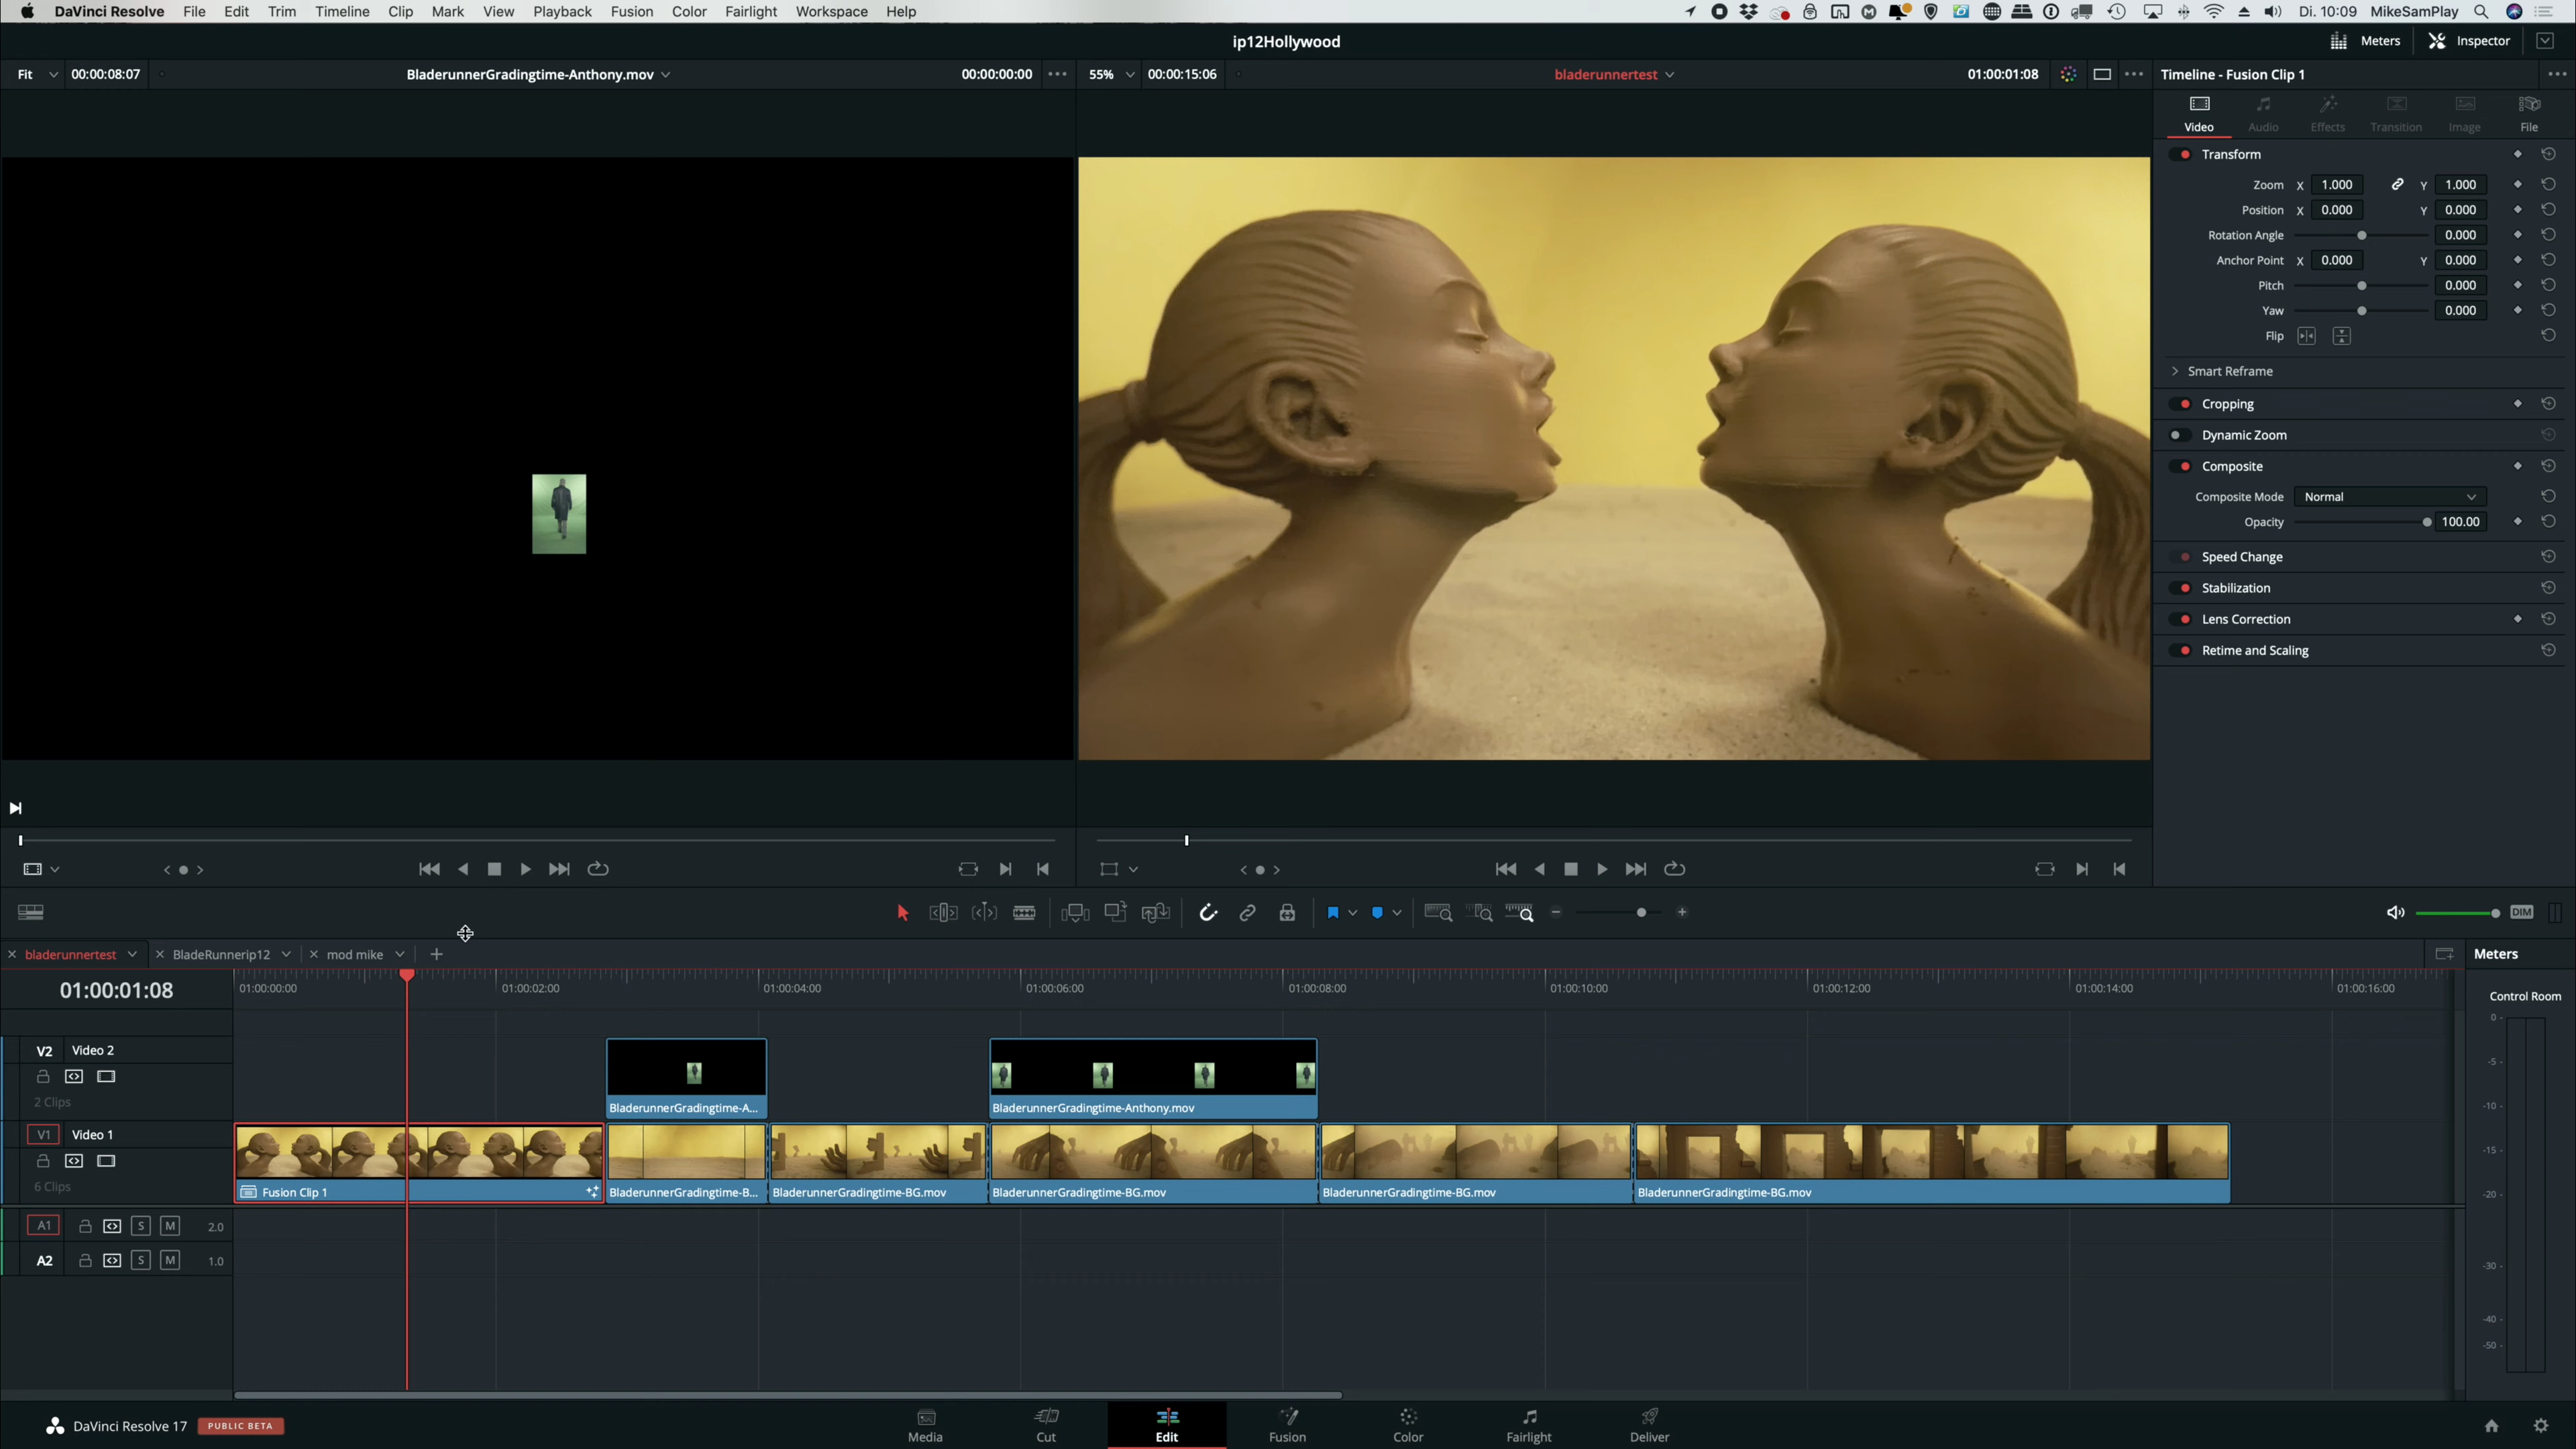 DaVinci Resolve File Edit Trim Timeline Clip Mark View Playback Fusion Color Fairlight Workspace Help Di. 10:09 MikeSamPlay
ip12Hollywood Meters Inspector
Fit 00:00:08:07 BladerunnerGradingtime-Anthony.mov 00:00:00:00 55% 00:00:15:06 bladerunnertest 01:00:01:08 Timeline - Fusion Clip 1
Video Audio Effects Transition Image File
Transform
Zoom X 1.000 Y 1.000
Position X 0.000 Y 0.000
Rotation Angle 0.000
Anchor Point X 0.000 Y 0.000
Pitch 0.000
Yaw 0.000
Flip
Smart Reframe
Cropping
Dynamic Zoom
Composite
Composite Mode Normal
Opacity 100.00
Speed Change
Stabilization
Lens Correction
Retime and Scaling
DIM
bladerunnertest BladeRunnerip12 mod mike Meters
01:00:01:08 01:00:00:00 01:00:02:00 01:00:04:00 01:00:06:00 01:00:08:00 01:00:10:00 01:00:12:00 01:00:14:00 01:00:16:00
Control Room
0
-5
-10
-15
-20
-30
-40
-50
V2 Video 2
2 Clips
BladerunnerGradingtime-A... BladerunnerGradingtime-Anthony.mov
V1 Video 1
6 Clips
Fusion Clip 1 BladerunnerGradingtime-B... BladerunnerGradingtime-BG.mov BladerunnerGradingtime-BG.mov BladerunnerGradingtime-BG.mov BladerunnerGradingtime-BG.mov
A1 S M 2.0
A2 S M 1.0
DaVinci Resolve 17 PUBLIC BETA Media Cut Edit Fusion Color Fairlight Deliver